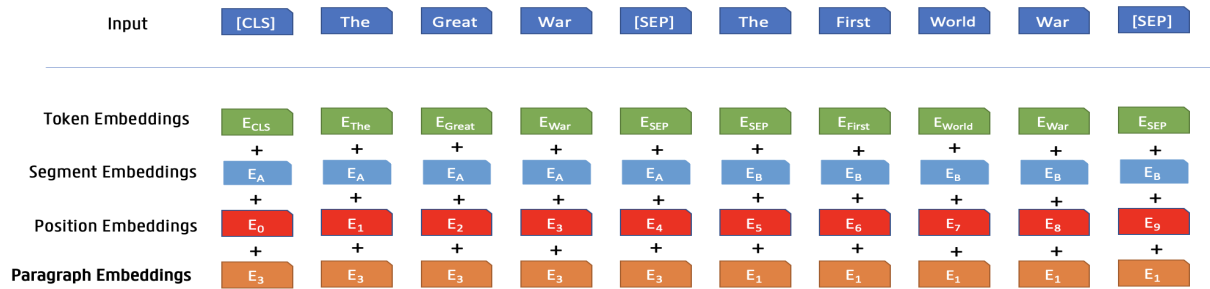 Input [CLS] The Great War [SEP] The First World War [SEP]
Token Embeddings E_CLS E_The E_Great E_War E_SEP E_SEP E_First E_World E_War E_SEP
+ + + + + + + + + +
Segment Embeddings E_A E_A E_A E_A E_A E_B E_B E_B E_B E_B
+ + + + + + + + + +
Position Embeddings E_0 E_1 E_2 E_3 E_4 E_5 E_6 E_7 E_8 E_9
+ + + + + + + + + +
Paragraph Embeddings E_3 E_3 E_3 E_3 E_3 E_1 E_1 E_1 E_1 E_1